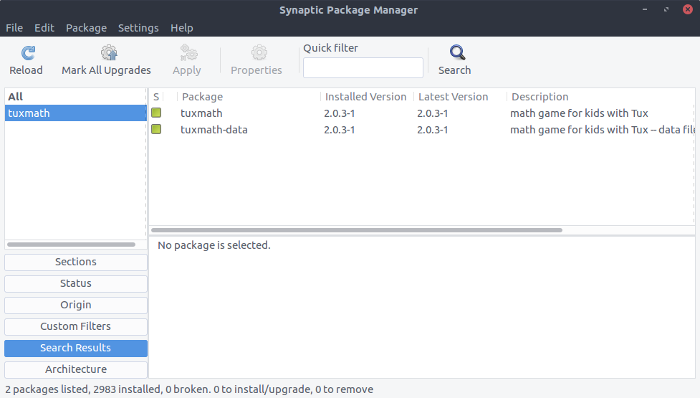 Synaptic Package Manager
File Edit Package Settings Help
Reload Mark All Upgrades Apply Properties Quick filter Search
All
tuxmath
S Package Installed Version Latest Version Description
tuxmath 2.0.3-1 2.0.3-1 math game for kids with Tux
tuxmath-data 2.0.3-1 2.0.3-1 math game for kids with Tux – data file
No package is selected.
Sections
Status
Origin
Custom Filters
Search Results
Architecture
2 packages listed, 2983 installed, 0 broken. 0 to install/upgrade, 0 to remove